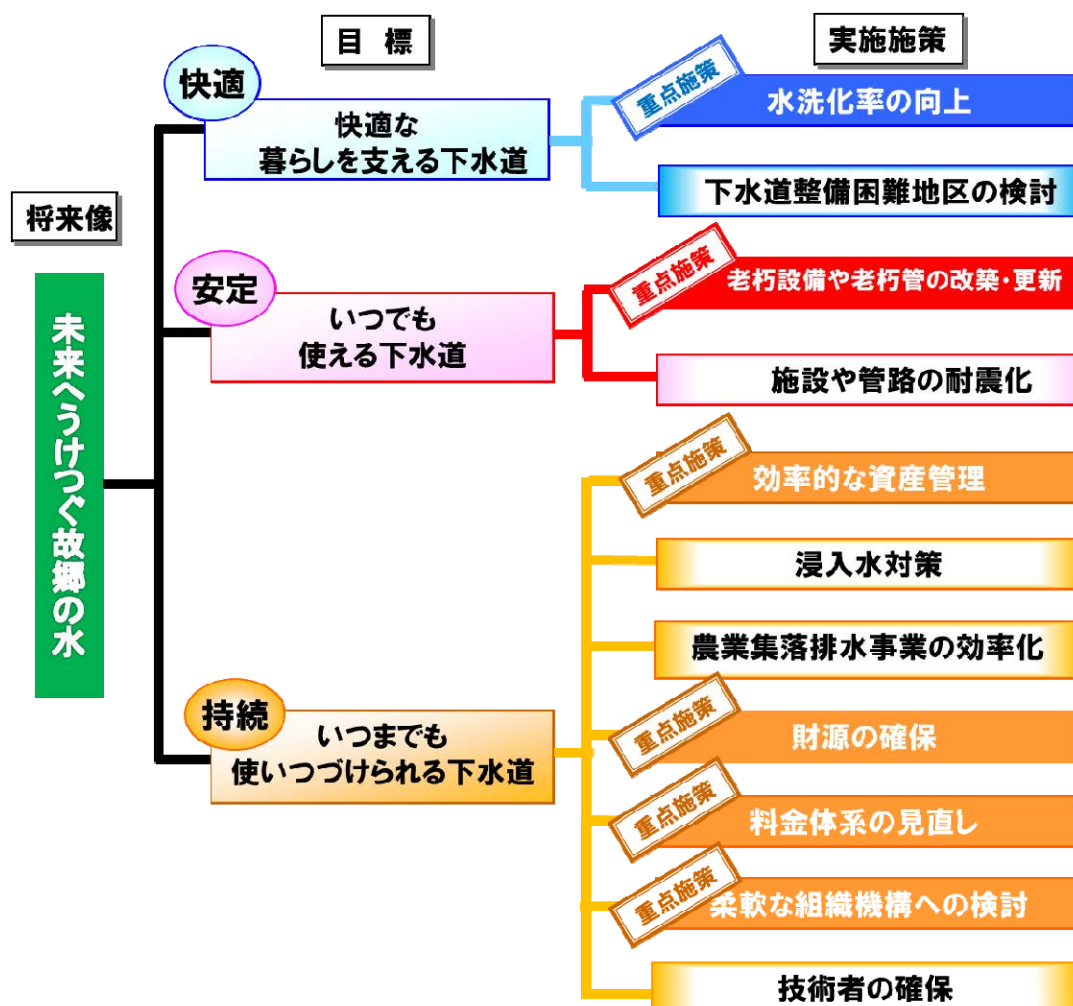 目 標
実施施策
快適
快適な
暮らしを支える下水道
重点施策
水洗化率の向上
下水道整備困難地区の検討
将来像
未来へうけつぐ故郷の水
安定
いつでも
使える下水道
重点施策
老朽設備や老朽管の改築・更新
施設や管路の耐震化
持続
いつまでも
使いつづけられる下水道
重点施策
効率的な資産管理
浸入水対策
農業集落排水事業の効率化
重点施策
財源の確保
重点施策
料金体系の見直し
重点施策
柔軟な組織機構への検討
技術者の確保